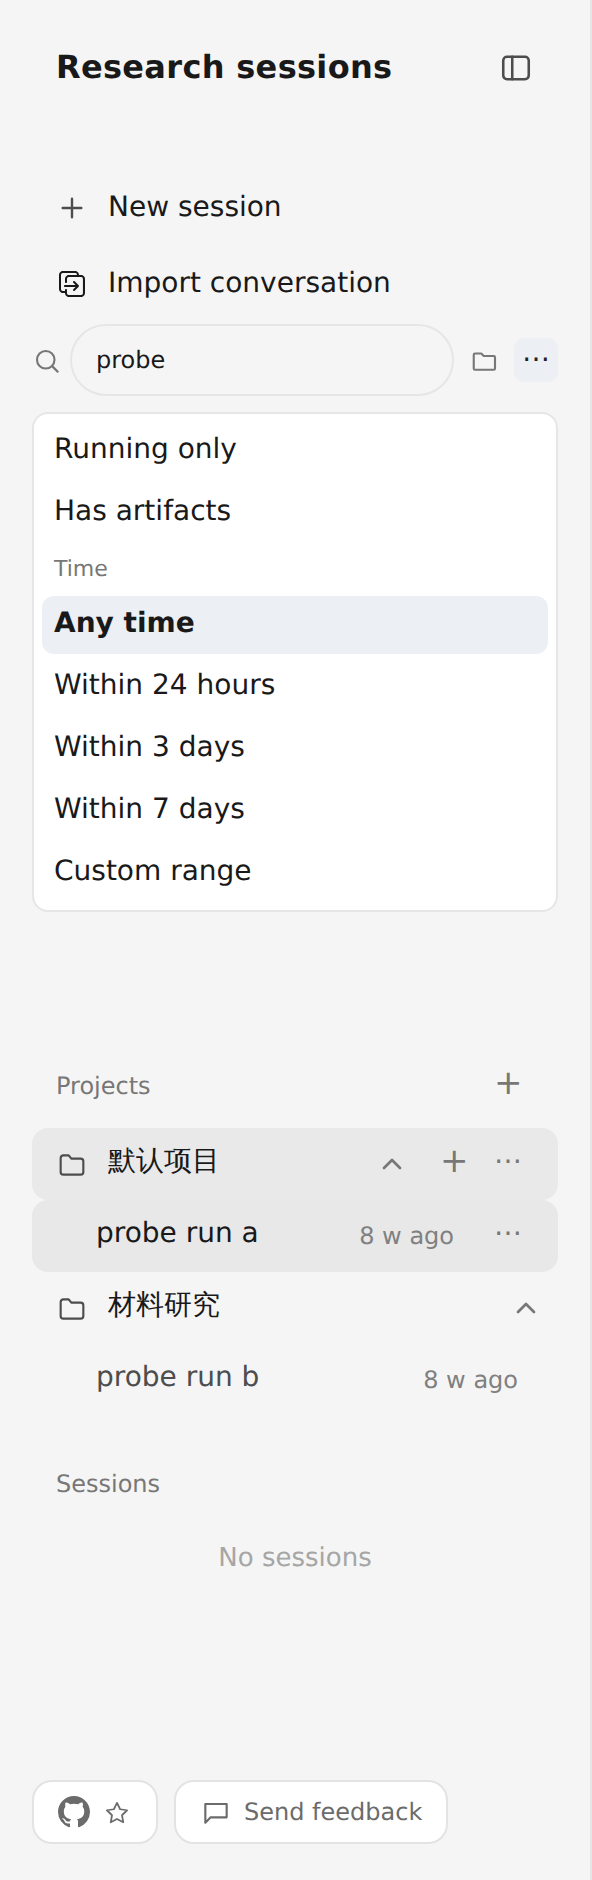 Research sessions
New session
Import conversation
probe
Running only
Has artifacts
Time
Any time
Within 24 hours
Within 3 days
Within 7 days
Custom range
Projects
默认项目
probe run a 8 w ago
材料研究
probe run b 8 w ago
Sessions
No sessions
Send feedback